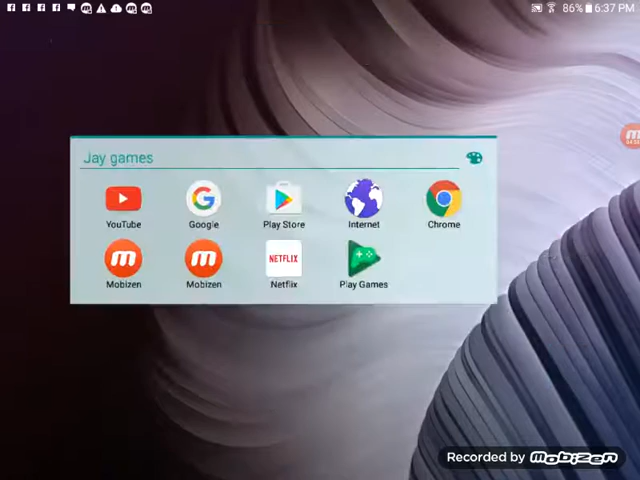 86% 6:37 PM
Jay games
YouTube
Google
Play Store
Internet
Chrome
Mobizen
Mobizen
NETFLIX
Netflix
Play Games
Recorded by mobizen